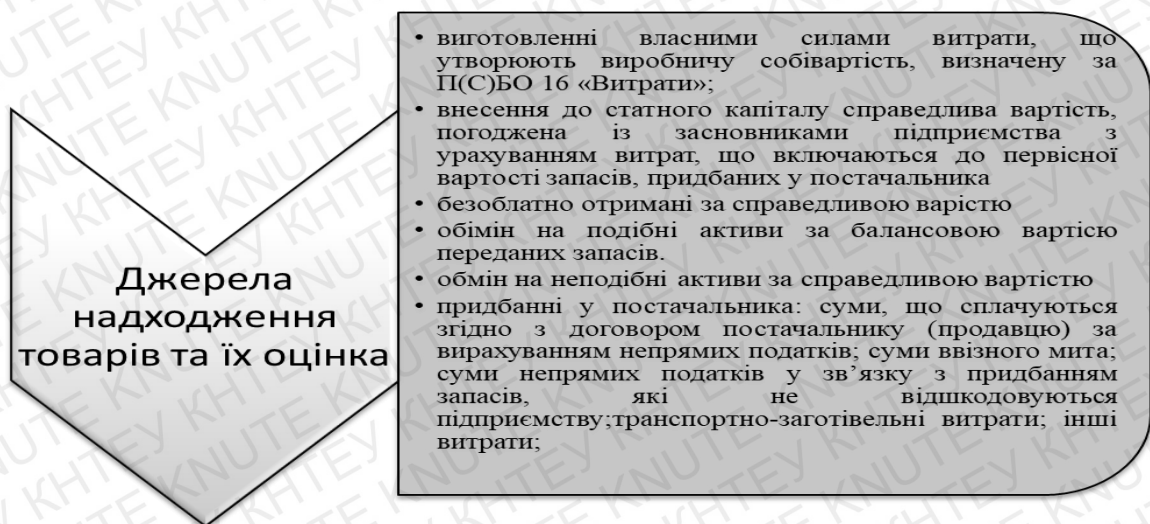 Джерела
надходження
товарів та їх оцінка
• виготовленні власними силами витрати, що
утворюють виробничу собівартість, визначену за
П(С)БО 16 «Витрати»;
• внесення до статного капіталу справедлива вартість,
погоджена із засновниками підприємства з
урахуванням витрат, що включаються до первісної
вартості запасів, придбаних у постачальника
• безоблатно отримані за справедливою варістю
• обімін на подібні активи за балансовою вартісю
переданих запасів.
• обмін на неподібні активи за справедливою вартістю
• придбанні у постачальника: суми, що сплачуються
згідно з договором постачальнику (продавцю) за
вирахуванням непрямих податків; суми ввізного мита;
суми непрямих податків у зв’язку з придбанням
запасів, які не відшкодовуються
підприємству;транспортно-заготівельні витрати; інші
витрати;